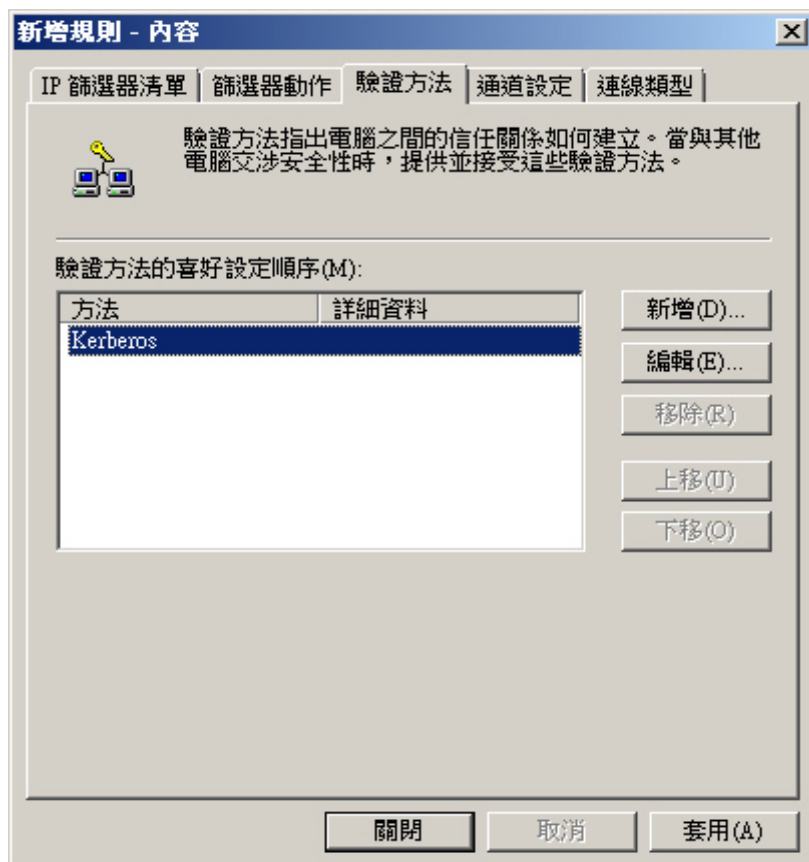 新增規則 - 內容
IP 篩選器清單 篩選器動作 驗證方法 通道設定 連線類型
驗證方法指出電腦之間的信任關係如何建立。當與其他
電腦交涉安全性時，提供並接受這些驗證方法。
驗證方法的喜好設定順序(M):
方法 詳細資料
Kerberos
新增(D)...
編輯(E)...
移除(R)
上移(U)
下移(O)
關閉 取消 套用(A)